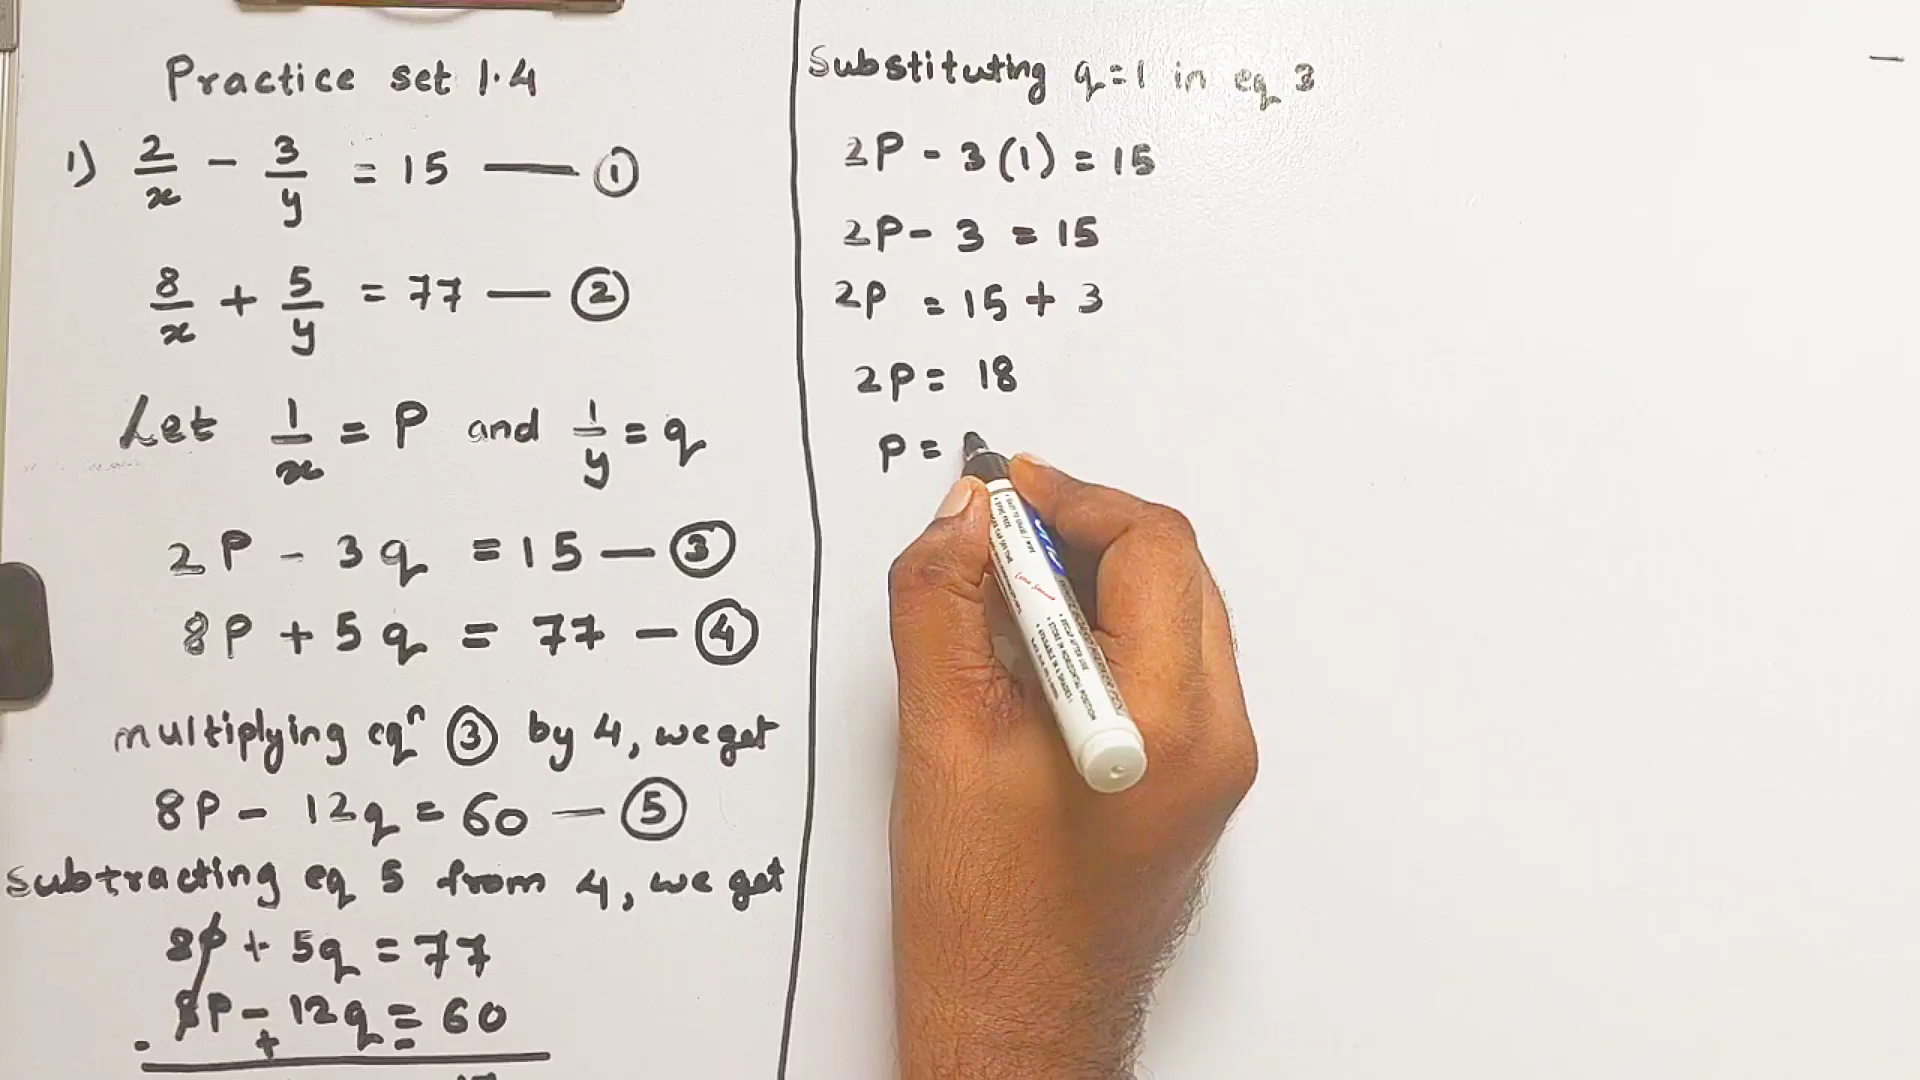 Practice set 1.4
1) 2/x - 3/y = 15 — ①
8/x + 5/y = 77 — ②
Let 1/x = P and 1/y = q
2P - 3q = 15 — ③
8P + 5q = 77 — ④
multiplying eqⁿ ③ by 4, we get
8P - 12q = 60 — ⑤
Subtracting eq 5 from 4, we get
8P + 5q = 77
8P - 12q = 60
- + -
Substituting q=1 in eq 3
2P - 3(1) = 15
2P - 3 = 15
2P = 15 + 3
2P = 18
P =